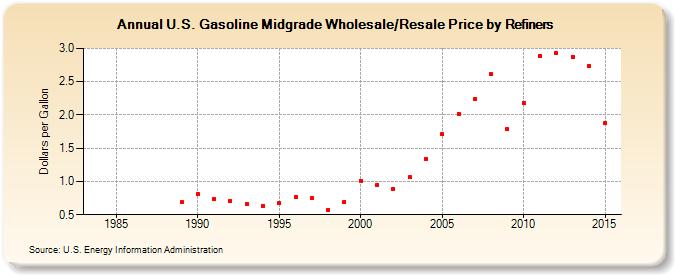 Annual U.S. Gasoline Midgrade Wholesale/Resale Price by Refiners
Dollars per Gallon
3.0
2.5
2.0
1.5
1.0
0.5
1985 1990 1995 2000 2005 2010 2015
Source: U.S. Energy Information Administration